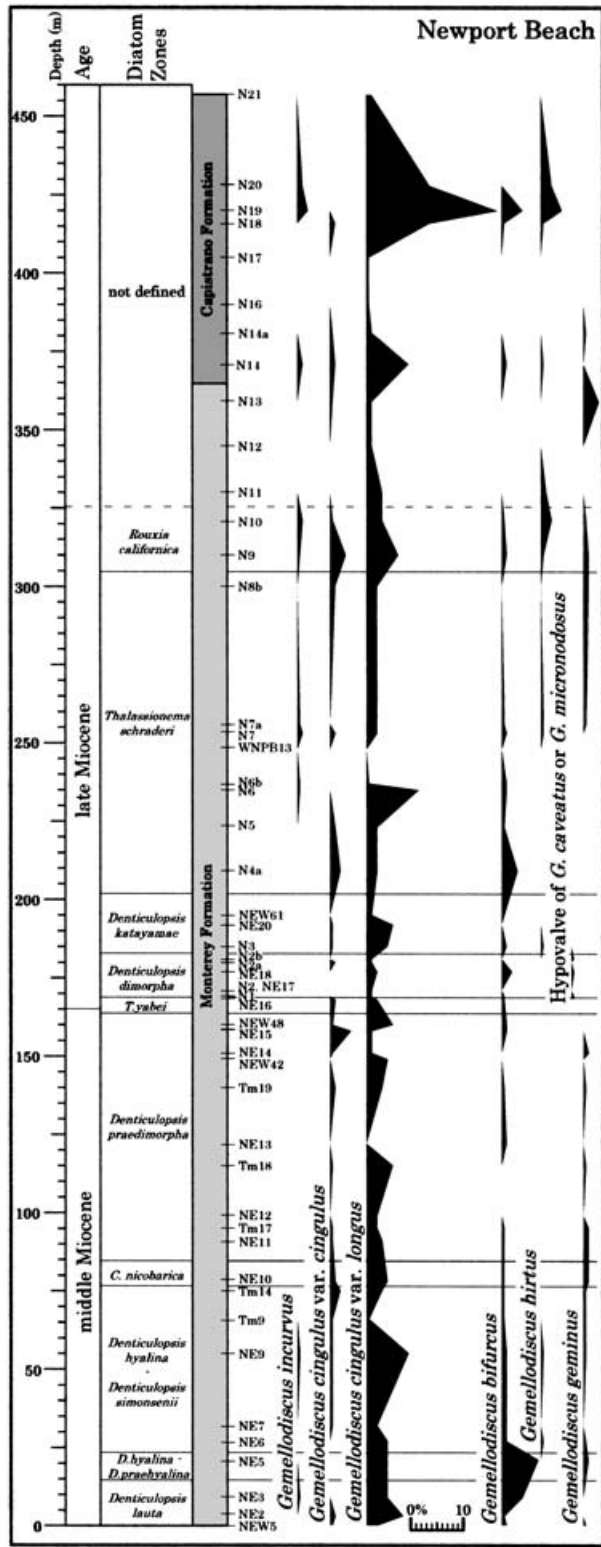 Newport Beach
Depth (m)
Age
Diatom
Zones
450
400
350
300
250
200
150
100
50
0
late Miocene
middle Miocene
not defined
Rouxia
californica
Thalassionema
schraderi
Denticulopsis
katayamae
Denticulopsis
dimorpha
T.yabei
Denticulopsis
praedimorpha
C. nicobarica
Denticulopsis
hyalina
-
Denticulopsis
simonsenii
D.hyalina -
D.praehyalina
Denticulopsis
lauta
Capistrano Formation
Monterey Formation
N21
N20
N19
N18
N17
N16
N14a
N14
N13
N12
N11
N10
N9
N8b
N7a
N7
WNPB13
N6b
N6
N5
N4a
NEW61
NE20
N3
N2b
N2a
NE18
N2, NE17
NE16
NEW48
NE15
NE14
NEW42
Tm19
NE13
Tm18
NE12
Tm17
NE11
NE10
Tm14
Tm9
NE9
NE7
NE6
NE5
NE3
NE2
NEW5
Gemellodiscus incurvus
Gemellodiscus cingulus var. cingulus
Gemellodiscus cingulus var. longus
Gemellodiscus bifurcus
Gemellodiscus hirtus
Gemellodiscus geminus
Hypovalve of G. caveatus or G. micronodosus
0% 10